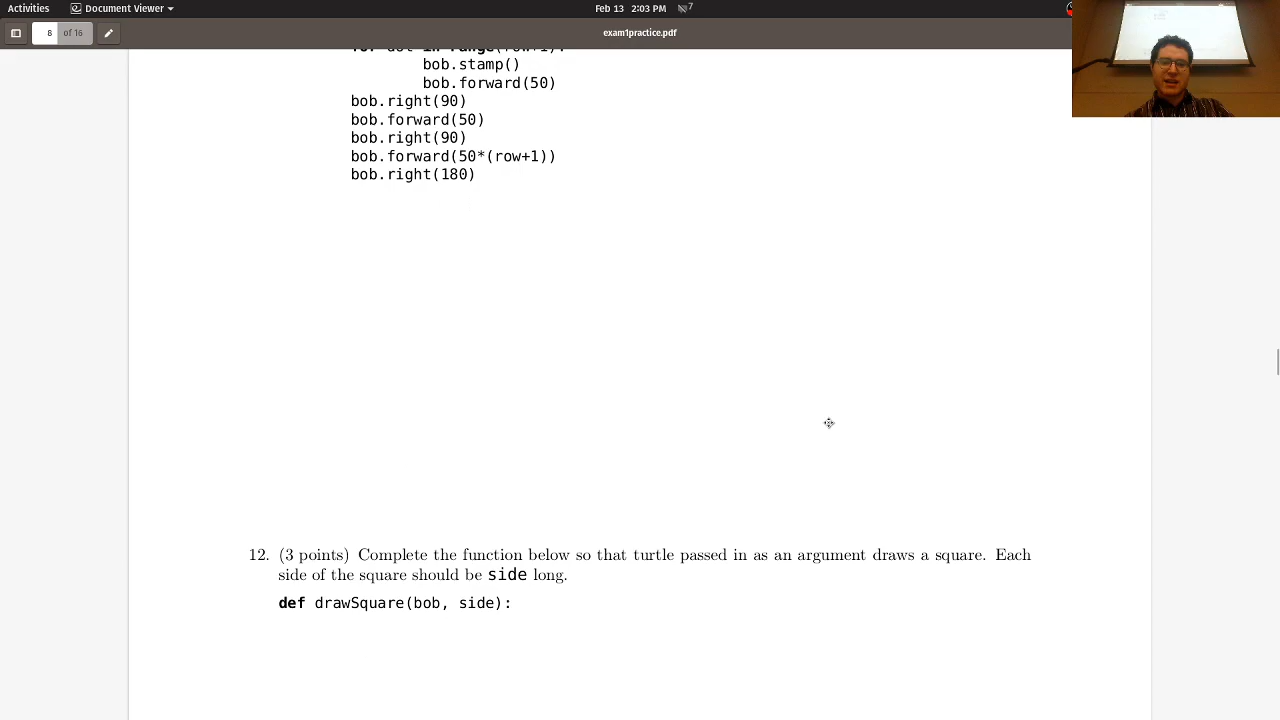 Activities
Document Viewer
Feb 13 2:03 PM
7
8 of 16
exam1practice.pdf
bob.stamp()
bob.forward(50)
bob.right(90)
bob.forward(50)
bob.right(90)
bob.forward(50*(row+1))
bob.right(180)
12. (3 points) Complete the function below so that turtle passed in as an argument draws a square. Each
side of the square should be side long.
def drawSquare(bob, side):